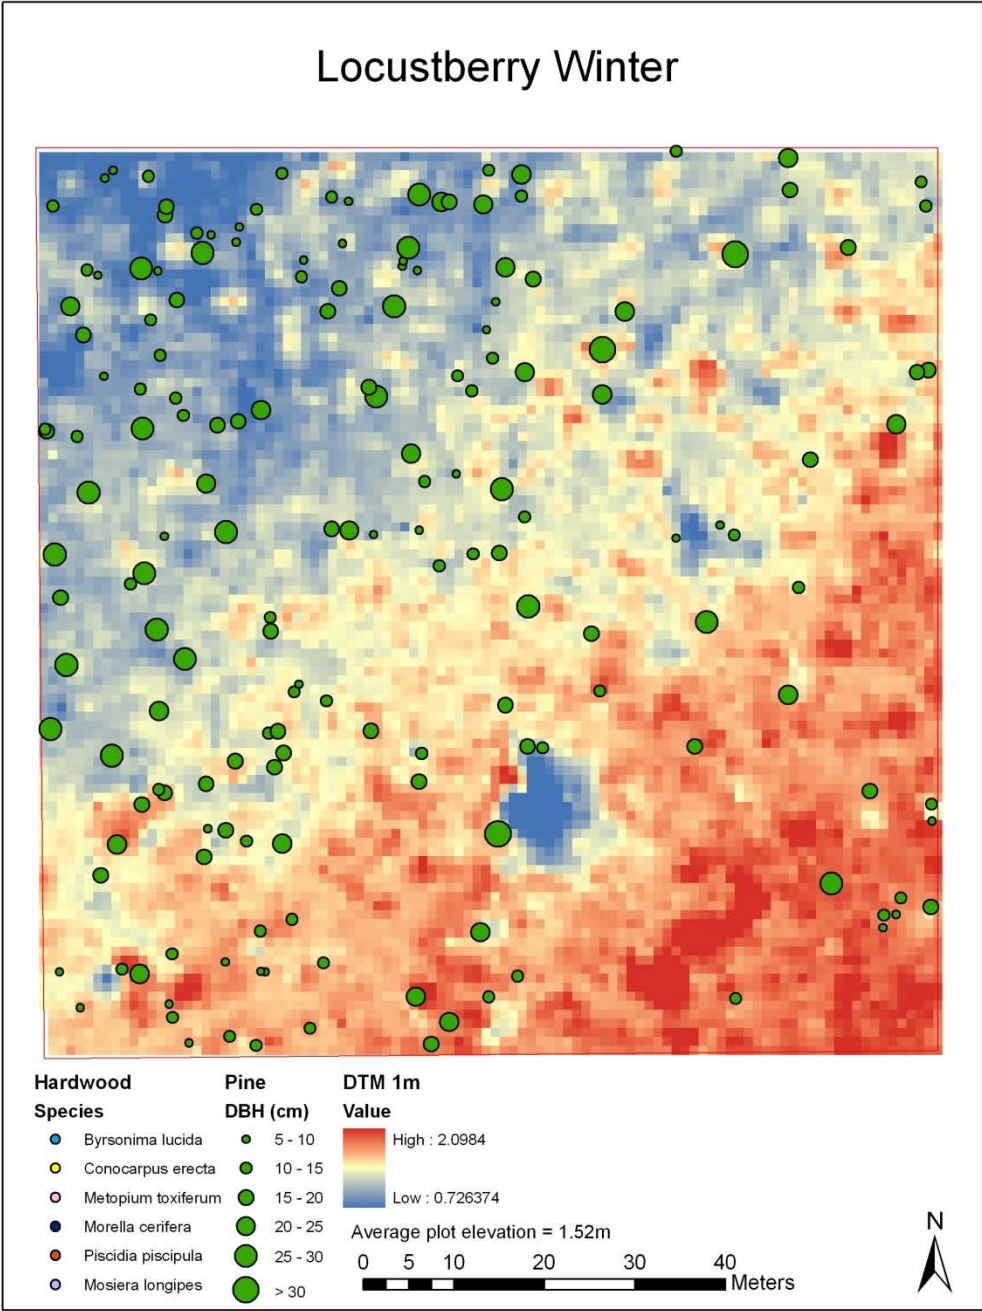 Locustberry Winter
Hardwood
Species
Byrsonima lucida
Conocarpus erecta
Metopium toxiferum
Morella cerifera
Piscidia piscipula
Mosiera longipes
Pine
DBH (cm)
5 - 10
10 - 15
15 - 20
20 - 25
25 - 30
> 30
DTM 1m
Value
High : 2.0984
Low : 0.726374
Average plot elevation = 1.52m
0 5 10 20 30 40
Meters
N